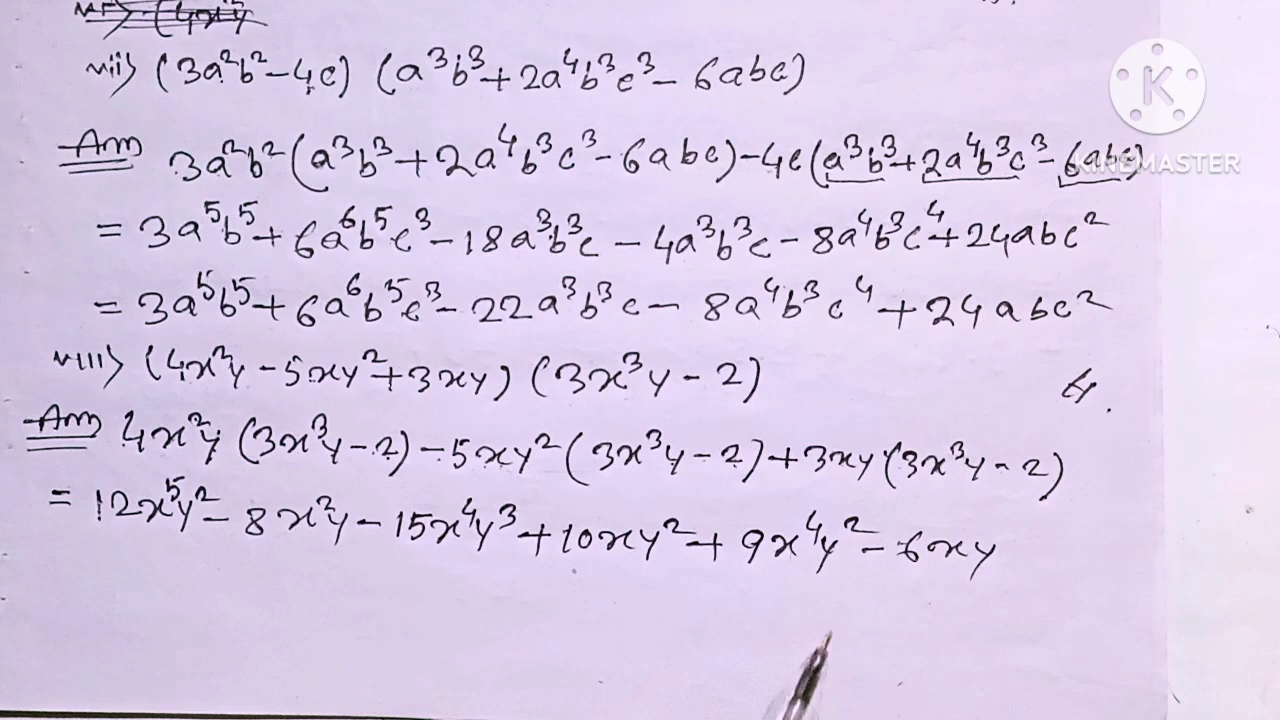 vii) (3a²b² - 4c) (a³b³ + 2a⁴b³c³ - 6abc)
K
KINEMASTER
Ans 3a²b² (a³b³ + 2a⁴b³c³ - 6abc) - 4c (a³b³ + 2a⁴b³c³ - 6abc)
= 3a⁵b⁵ + 6a⁶b⁵c³ - 18a³b³c - 4a³b³c - 8a⁴b³c⁴ + 24abc²
= 3a⁵b⁵ + 6a⁶b⁵c³ - 22a³b³c - 8a⁴b³c⁴ + 24abc²
viii) (4x²y - 5xy² + 3xy) (3x³y - 2)
Ans 4x²y (3x³y - 2) - 5xy² (3x³y - 2) + 3xy (3x³y - 2)
= 12x⁵y² - 8x²y - 15x⁴y³ + 10xy² + 9x⁴y² - 6xy